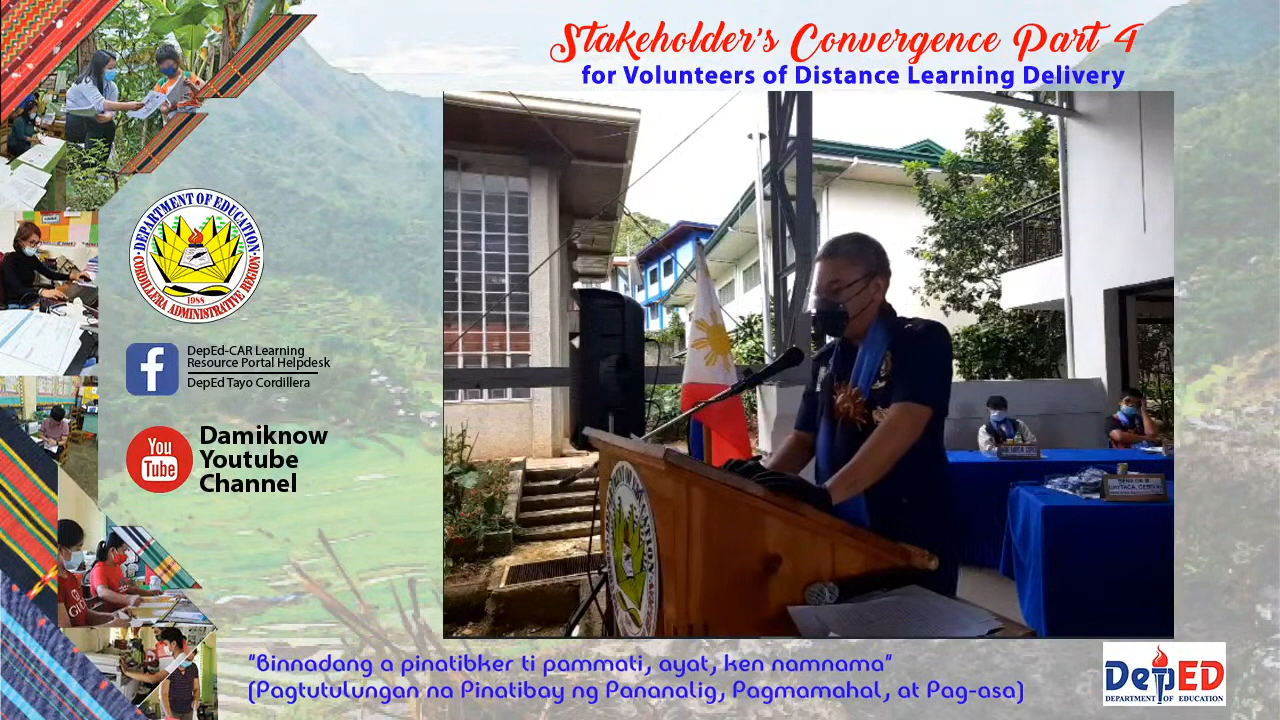 Stakeholder's Convergence Part 4
for Volunteers of Distance Learning Delivery
DEPARTMENT OF EDUCATION
CORDILLERA ADMINISTRATIVE REGION
1988
DepEd-CAR Learning
Resource Portal Helpdesk
DepEd Tayo Cordillera
You
Tube
Damiknow
Youtube
Channel
"Binnadang a pinatibker ti pammati, ayat, ken namnama"
(Pagtutulungan na Pinatibay ng Pananalig, Pagmamahal, at Pag-asa)
DepED
DEPARTMENT OF EDUCATION